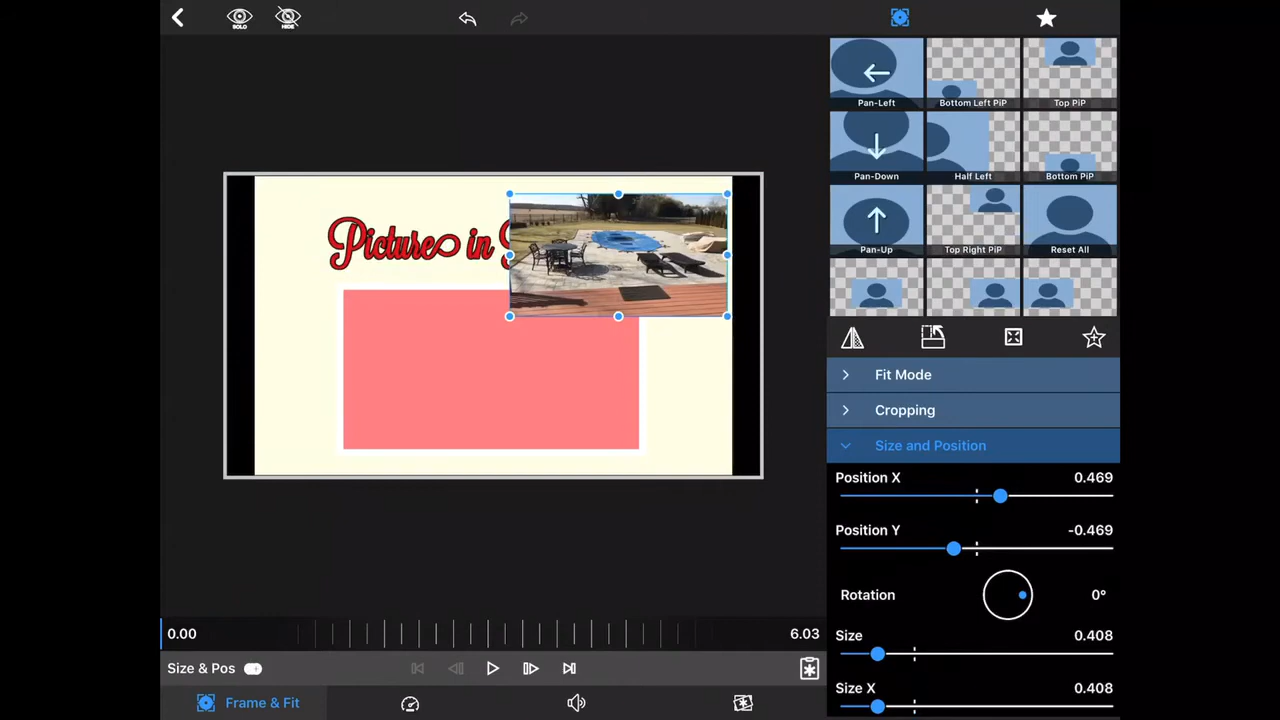 SOLO
HIDE
Pan-Left
Bottom Left PiP
Top PiP
Pan-Down
Half Left
Bottom PiP
Pan-Up
Top Right PiP
Reset All
Picture in
Fit Mode
Cropping
Size and Position
Position X 0.469
Position Y -0.469
Rotation 0°
Size 0.408
Size X 0.408
0.00
6.03
Size & Pos
Frame & Fit